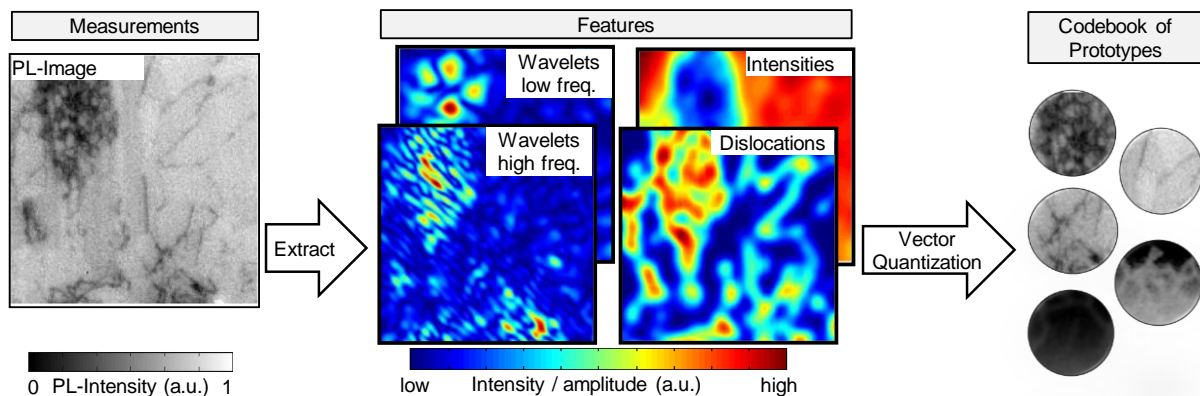 Measurements
Features
Codebook of
Prototypes
PL-Image
Wavelets
low freq.
Intensities
Wavelets
high freq.
Dislocations
Extract
Vector
Quantization
0 PL-Intensity (a.u.) 1
low Intensity / amplitude (a.u.) high